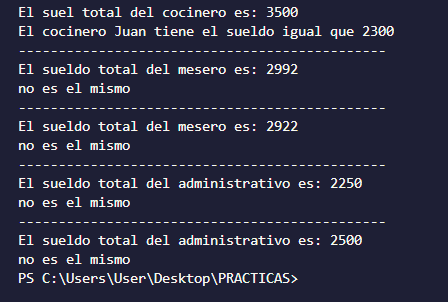 El suel total del cocinero es: 3500
El cocinero Juan tiene el sueldo igual que 2300
---------------------------------------------
El sueldo total del mesero es: 2992
no es el mismo
---------------------------------------------
El sueldo total del mesero es: 2922
no es el mismo
---------------------------------------------
El sueldo total del administrativo es: 2250
no es el mismo
---------------------------------------------
El sueldo total del administrativo es: 2500
no es el mismo
PS C:\Users\User\Desktop\PRACTICAS>